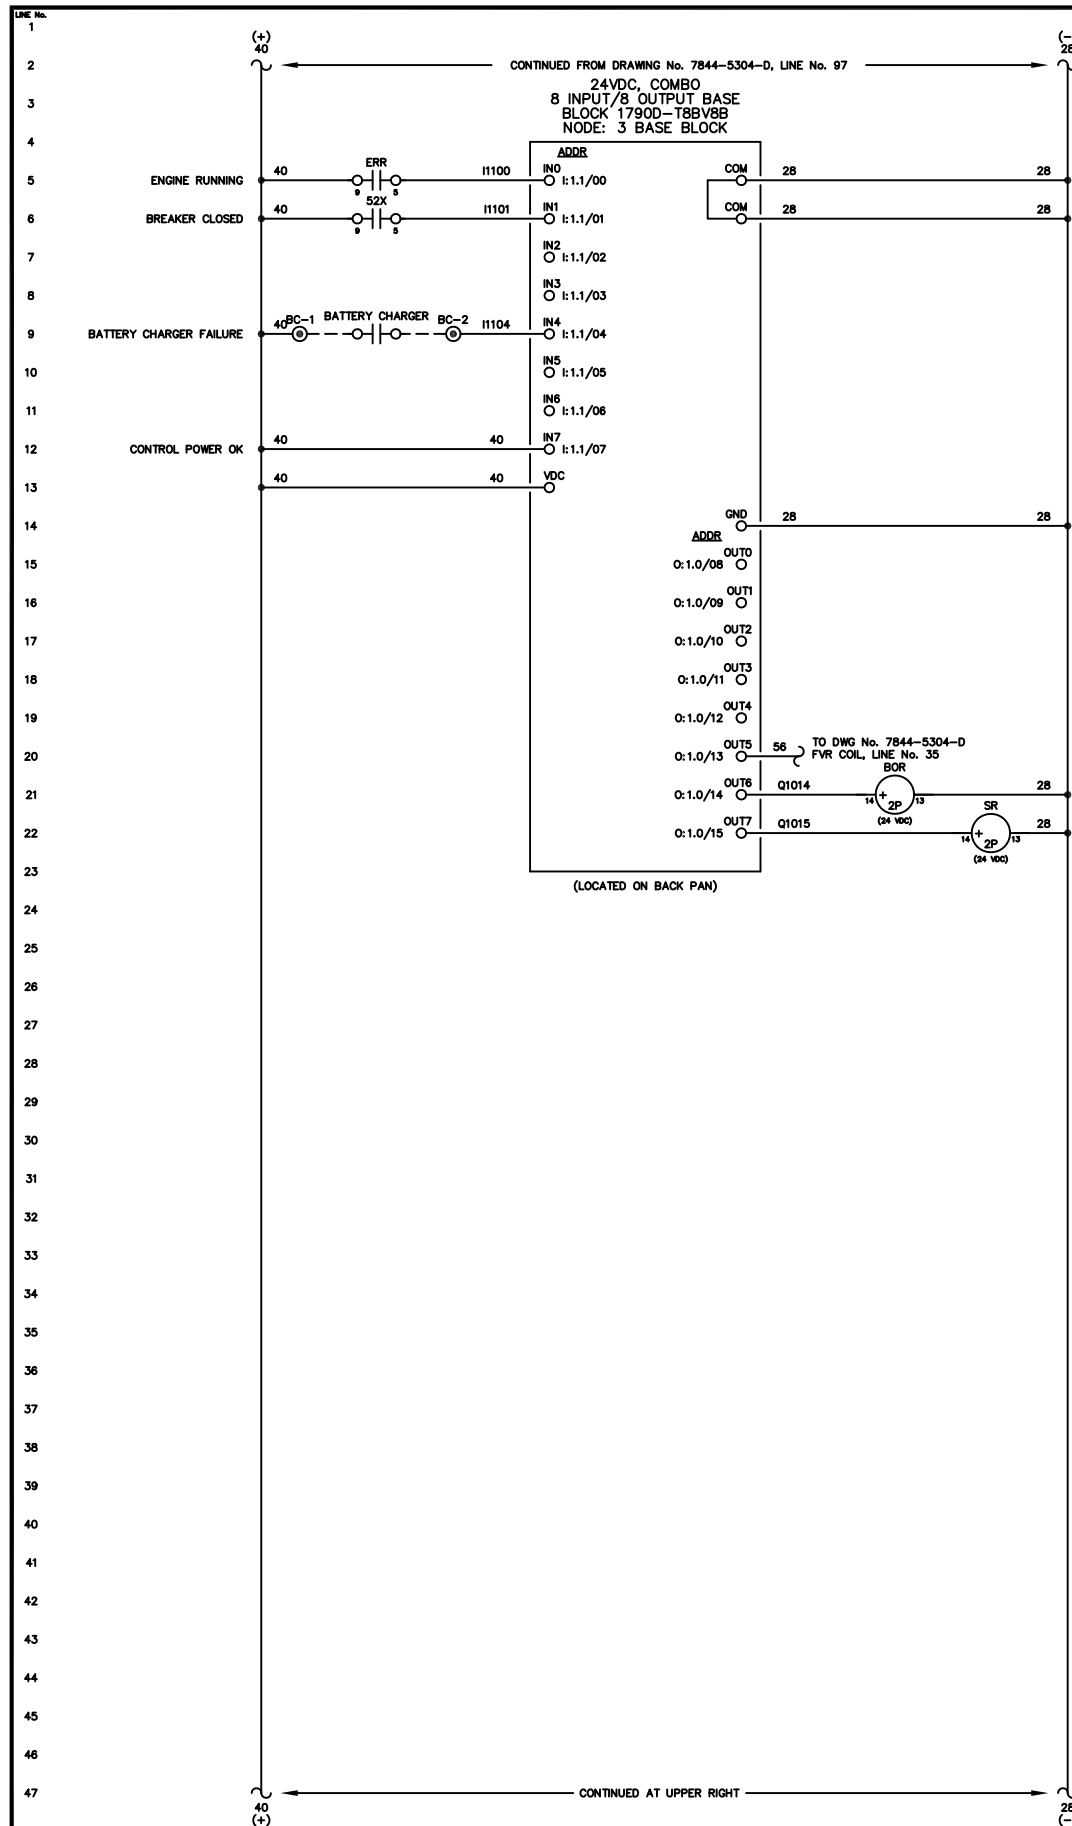 LINE No.
1
(+)
40
(-
28
2 CONTINUED FROM DRAWING No. 7844-5304-D, LINE No. 97
24VDC, COMBO
3 8 INPUT/8 OUTPUT BASE
BLOCK 1790D-T8BV8B
NODE: 3 BASE BLOCK
4
ADDR
ERR
5 ENGINE RUNNING 40 9 5 I1100 IN0 I:1.1/00 COM 28 28
52X
6 BREAKER CLOSED 40 9 5 I1101 IN1 I:1.1/01 COM 28 28
7 IN2 I:1.1/02
8 IN3 I:1.1/03
9 BATTERY CHARGER FAILURE 40 BC-1 BATTERY CHARGER BC-2 I1104 IN4 I:1.1/04
10 IN5 I:1.1/05
11 IN6 I:1.1/06
12 CONTROL POWER OK 40 40 IN7 I:1.1/07
13 40 40 VDC
14 GND 28 28
ADDR
15 O:1.0/08 OUT0
16 O:1.0/09 OUT1
17 O:1.0/10 OUT2
18 O:1.0/11 OUT3
19 O:1.0/12 OUT4
20 O:1.0/13 OUT5 56 TO DWG No. 7844-5304-D
FVR COIL, LINE No. 35
BOR
21 O:1.0/14 OUT6 Q1014 14 + 2P 13 28
(24 VDC)
SR
22 O:1.0/15 OUT7 Q1015 14 + 2P 13 28
(24 VDC)
23
(LOCATED ON BACK PAN)
24
25
26
27
28
29
30
31
32
33
34
35
36
37
38
39
40
41
42
43
44
45
46
47 CONTINUED AT UPPER RIGHT
40
(+)
28
(-